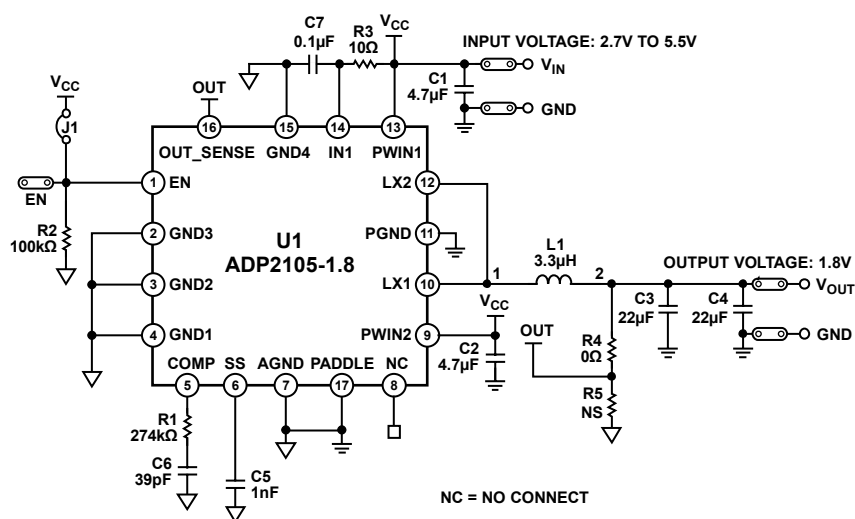 C7
0.1µF
R3
10Ω
VCC
INPUT VOLTAGE: 2.7V TO 5.5V
VIN
C1
4.7µF
GND
VCC
J1
OUT
16
15
14
13
OUT_SENSE
GND4
IN1
PWIN1
EN
1
EN
R2
100kΩ
2
GND3
3
GND2
4
GND1
U1
ADP2105-1.8
LX2
12
PGND
11
LX1
10
PWIN2
9
1
L1
3.3µH
2
OUTPUT VOLTAGE: 1.8V
VOUT
C3
22µF
C4
22µF
GND
VCC
C2
4.7µF
OUT
R4
0Ω
R5
NS
COMP
SS
AGND
PADDLE
NC
5
6
7
17
8
R1
274kΩ
C6
39pF
C5
1nF
NC = NO CONNECT